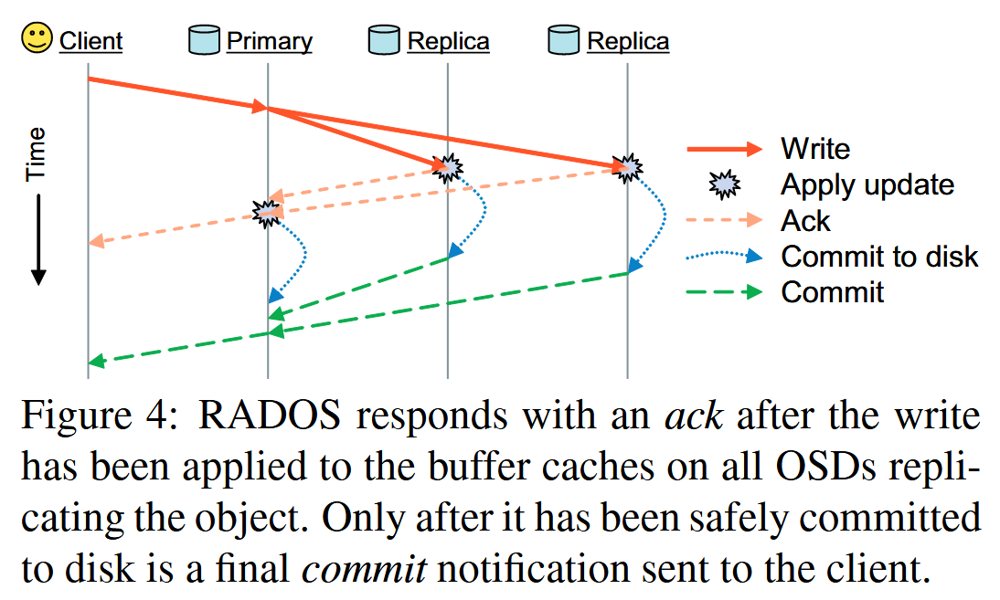 Client
Primary
Replica
Replica
Time
Write
Apply update
Ack
Commit to disk
Commit
Figure 4: RADOS responds with an ack after the write
has been applied to the buffer caches on all OSDs repli-
cating the object. Only after it has been safely committed
to disk is a final commit notification sent to the client.